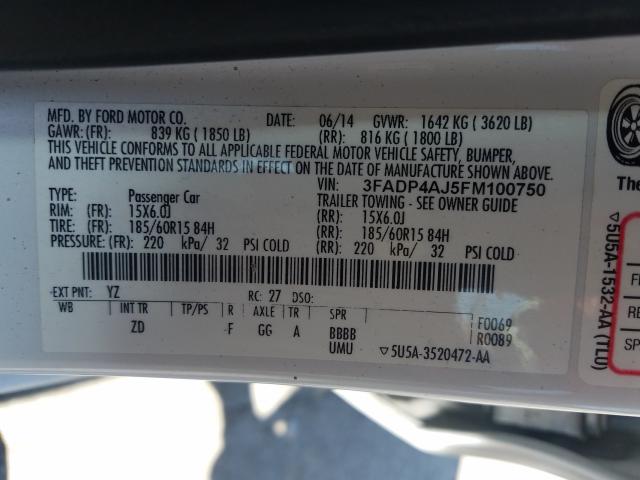 MFD. BY FORD MOTOR CO. DATE: 06/14 GVWR: 1642 KG ( 3620 LB)
GAWR: (FR): 839 KG ( 1850 LB) (RR): 816 KG ( 1800 LB)
THIS VEHICLE CONFORMS TO ALL APPLICABLE FEDERAL MOTOR VEHICLE SAFETY, BUMPER,
AND THEFT PREVENTION STANDARDS IN EFFECT ON THE DATE OF MANUFACTURE SHOWN ABOVE.
VIN: 3FADP4AJ5FM100750
TYPE: Passenger Car TRAILER TOWING - SEE OWNER GUIDE
RIM: (FR) 15X6.0J (RR): 15X6.0J
TIRE: (FR) 185/60R15 84H (RR): 185/60R15 84H
PRESSURE: (FR): 220 kPa/ 32 PSI COLD (RR): 220 kPa/ 32 PSI COLD
EXT PNT: YZ RC: 27 DSO:
WB INT TR TP/PS R AXLE TR SPR F0069
ZD F GG A BBBB R0089
UMU ▽5U5A-3520472-AA
The
▽5U5A-1532-AA (TL0)
F
RE
SP